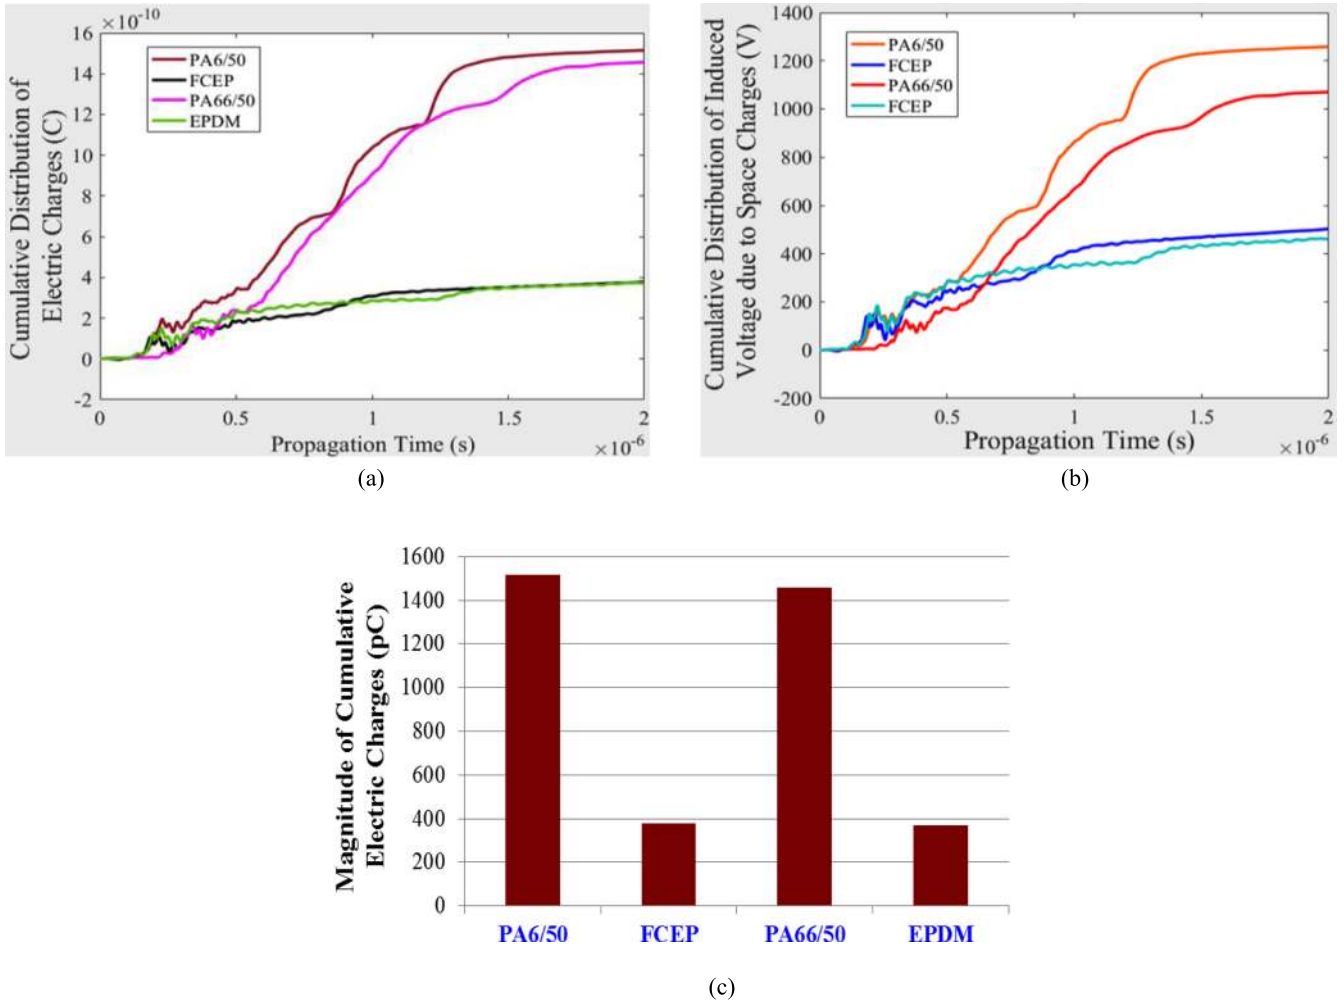 ×10-10
16
14
12
10
8
6
4
2
0
-2
Cumulative Distribution of
Electric Charges (C)
PA6/50
FCEP
PA66/50
EPDM
0
0.5
1
1.5
2
Propagation Time (s)
×10-6
(a)
1400
1200
1000
800
600
400
200
0
-200
Cumulative Distribution of Induced
Voltage due to Space Charges (V)
PA6/50
FCEP
PA66/50
FCEP
0
0.5
1
1.5
2
Propagation Time (s)
×10-6
(b)
1600
1400
1200
1000
800
600
400
200
0
Magnitude of Cumulative
Electric Charges (pC)
PA6/50
FCEP
PA66/50
EPDM
(c)